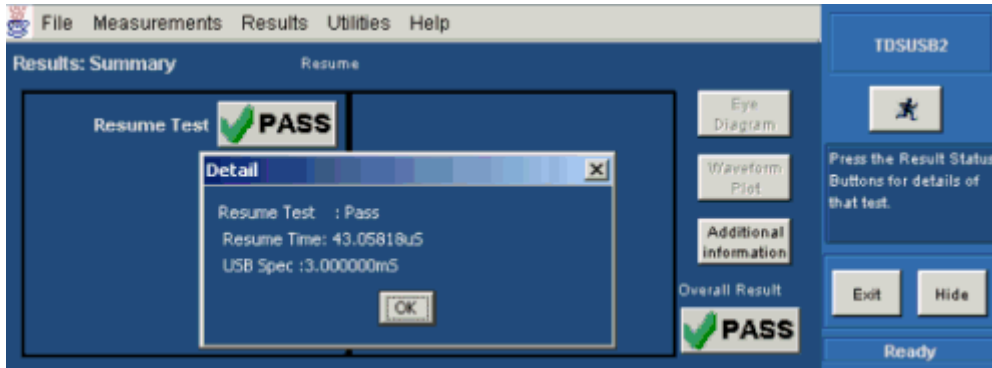 File Measurements Results Utilities Help
Results: Summary
Resume
Resume Test
PASS
Detail
Resume Test : Pass
Resume Time: 43.05818uS
USB Spec :3.000000mS
OK
Eye
Diagram
Waveform
Plot
Additional
information
Overall Result
PASS
TDSUSB2
Press the Result Status
Buttons for details of
that test.
Exit
Hide
Ready